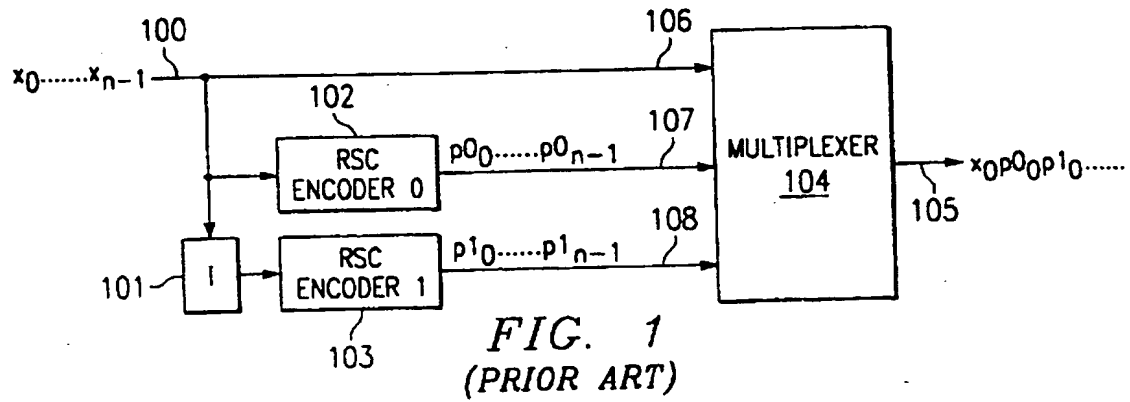 100
x0.......xn-1
106
102
RSC
ENCODER 0
p00......p0n-1
107
MULTIPLEXER
104
x0p00p10......
105
101
I
RSC
ENCODER 1
103
p10......p1n-1
108
FIG. 1
(PRIOR ART)